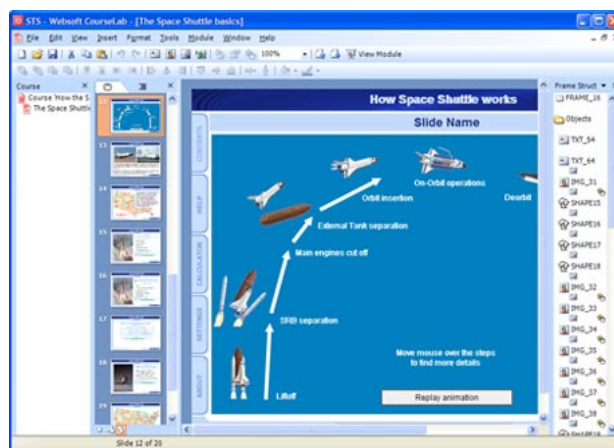 STS - Websoft CourseLab - [The Space Shuttle basics]
File Edit View Insert Format Tools Module Window Help
100% View Module
Course
Frame Struct
Course 'How the S
The Space Shuttle
FRAME_16
Objects
TXT_54
TXT_64
IMG_31
SHAPE15
SHAPE16
SHAPE17
SHAPE18
IMG_32
IMG_33
IMG_34
IMG_35
IMG_36
IMG_37
IMG_38
12
13
14
15
16
17
18
19
CONTENTS
HELP
CALCULATOR
SETTINGS
ABOUT
How Space Shuttle works
Slide Name
On-Orbit operations
Orbit insertion
Deorbit
External Tank separation
Main engines cut off
SRB separation
Liftoff
Move mouse over the steps
to find more details
Replay animation
Slide 12 of 20